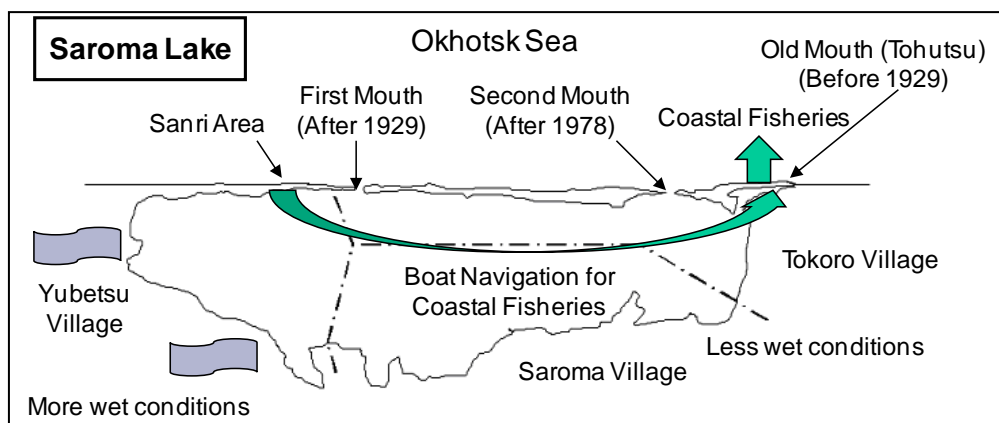 Saroma Lake
Okhotsk Sea
Old Mouth (Tohutsu)
(Before 1929)
First Mouth
(After 1929)
Second Mouth
(After 1978)
Coastal Fisheries
Sanri Area
Boat Navigation for
Coastal Fisheries
Tokoro Village
Yubetsu
Village
Less wet conditions
Saroma Village
More wet conditions